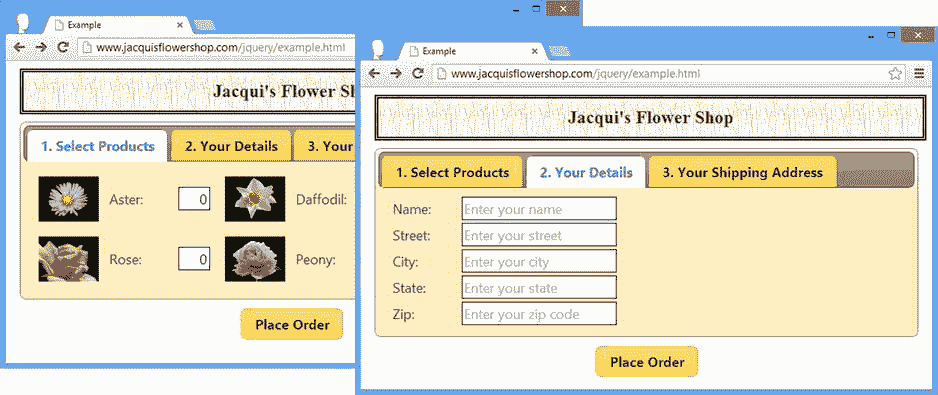 Example
www.jacquisflowershop.com/jquery/example.html
Jacqui's Flower Sl
1. Select Products
2. Your Details
3. Your
Aster:
0
Daffodil:
Rose:
0
Peony:
Place Order
Example
www.jacquisflowershop.com/jquery/example.html
Jacqui's Flower Shop
1. Select Products
2. Your Details
3. Your Shipping Address
Name:
Enter your name
Street:
Enter your street
City:
Enter your city
State:
Enter your state
Zip:
Enter your zip code
Place Order